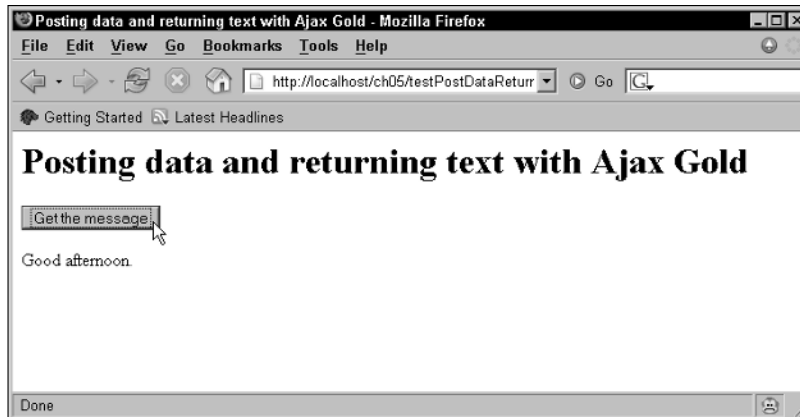 Posting data and returning text with Ajax Gold - Mozilla Firefox
File Edit View Go Bookmarks Tools Help
http://localhost/ch05/testPostDataReturr Go G
Getting Started Latest Headlines
Posting data and returning text with Ajax Gold
Get the message
Good afternoon.
Done